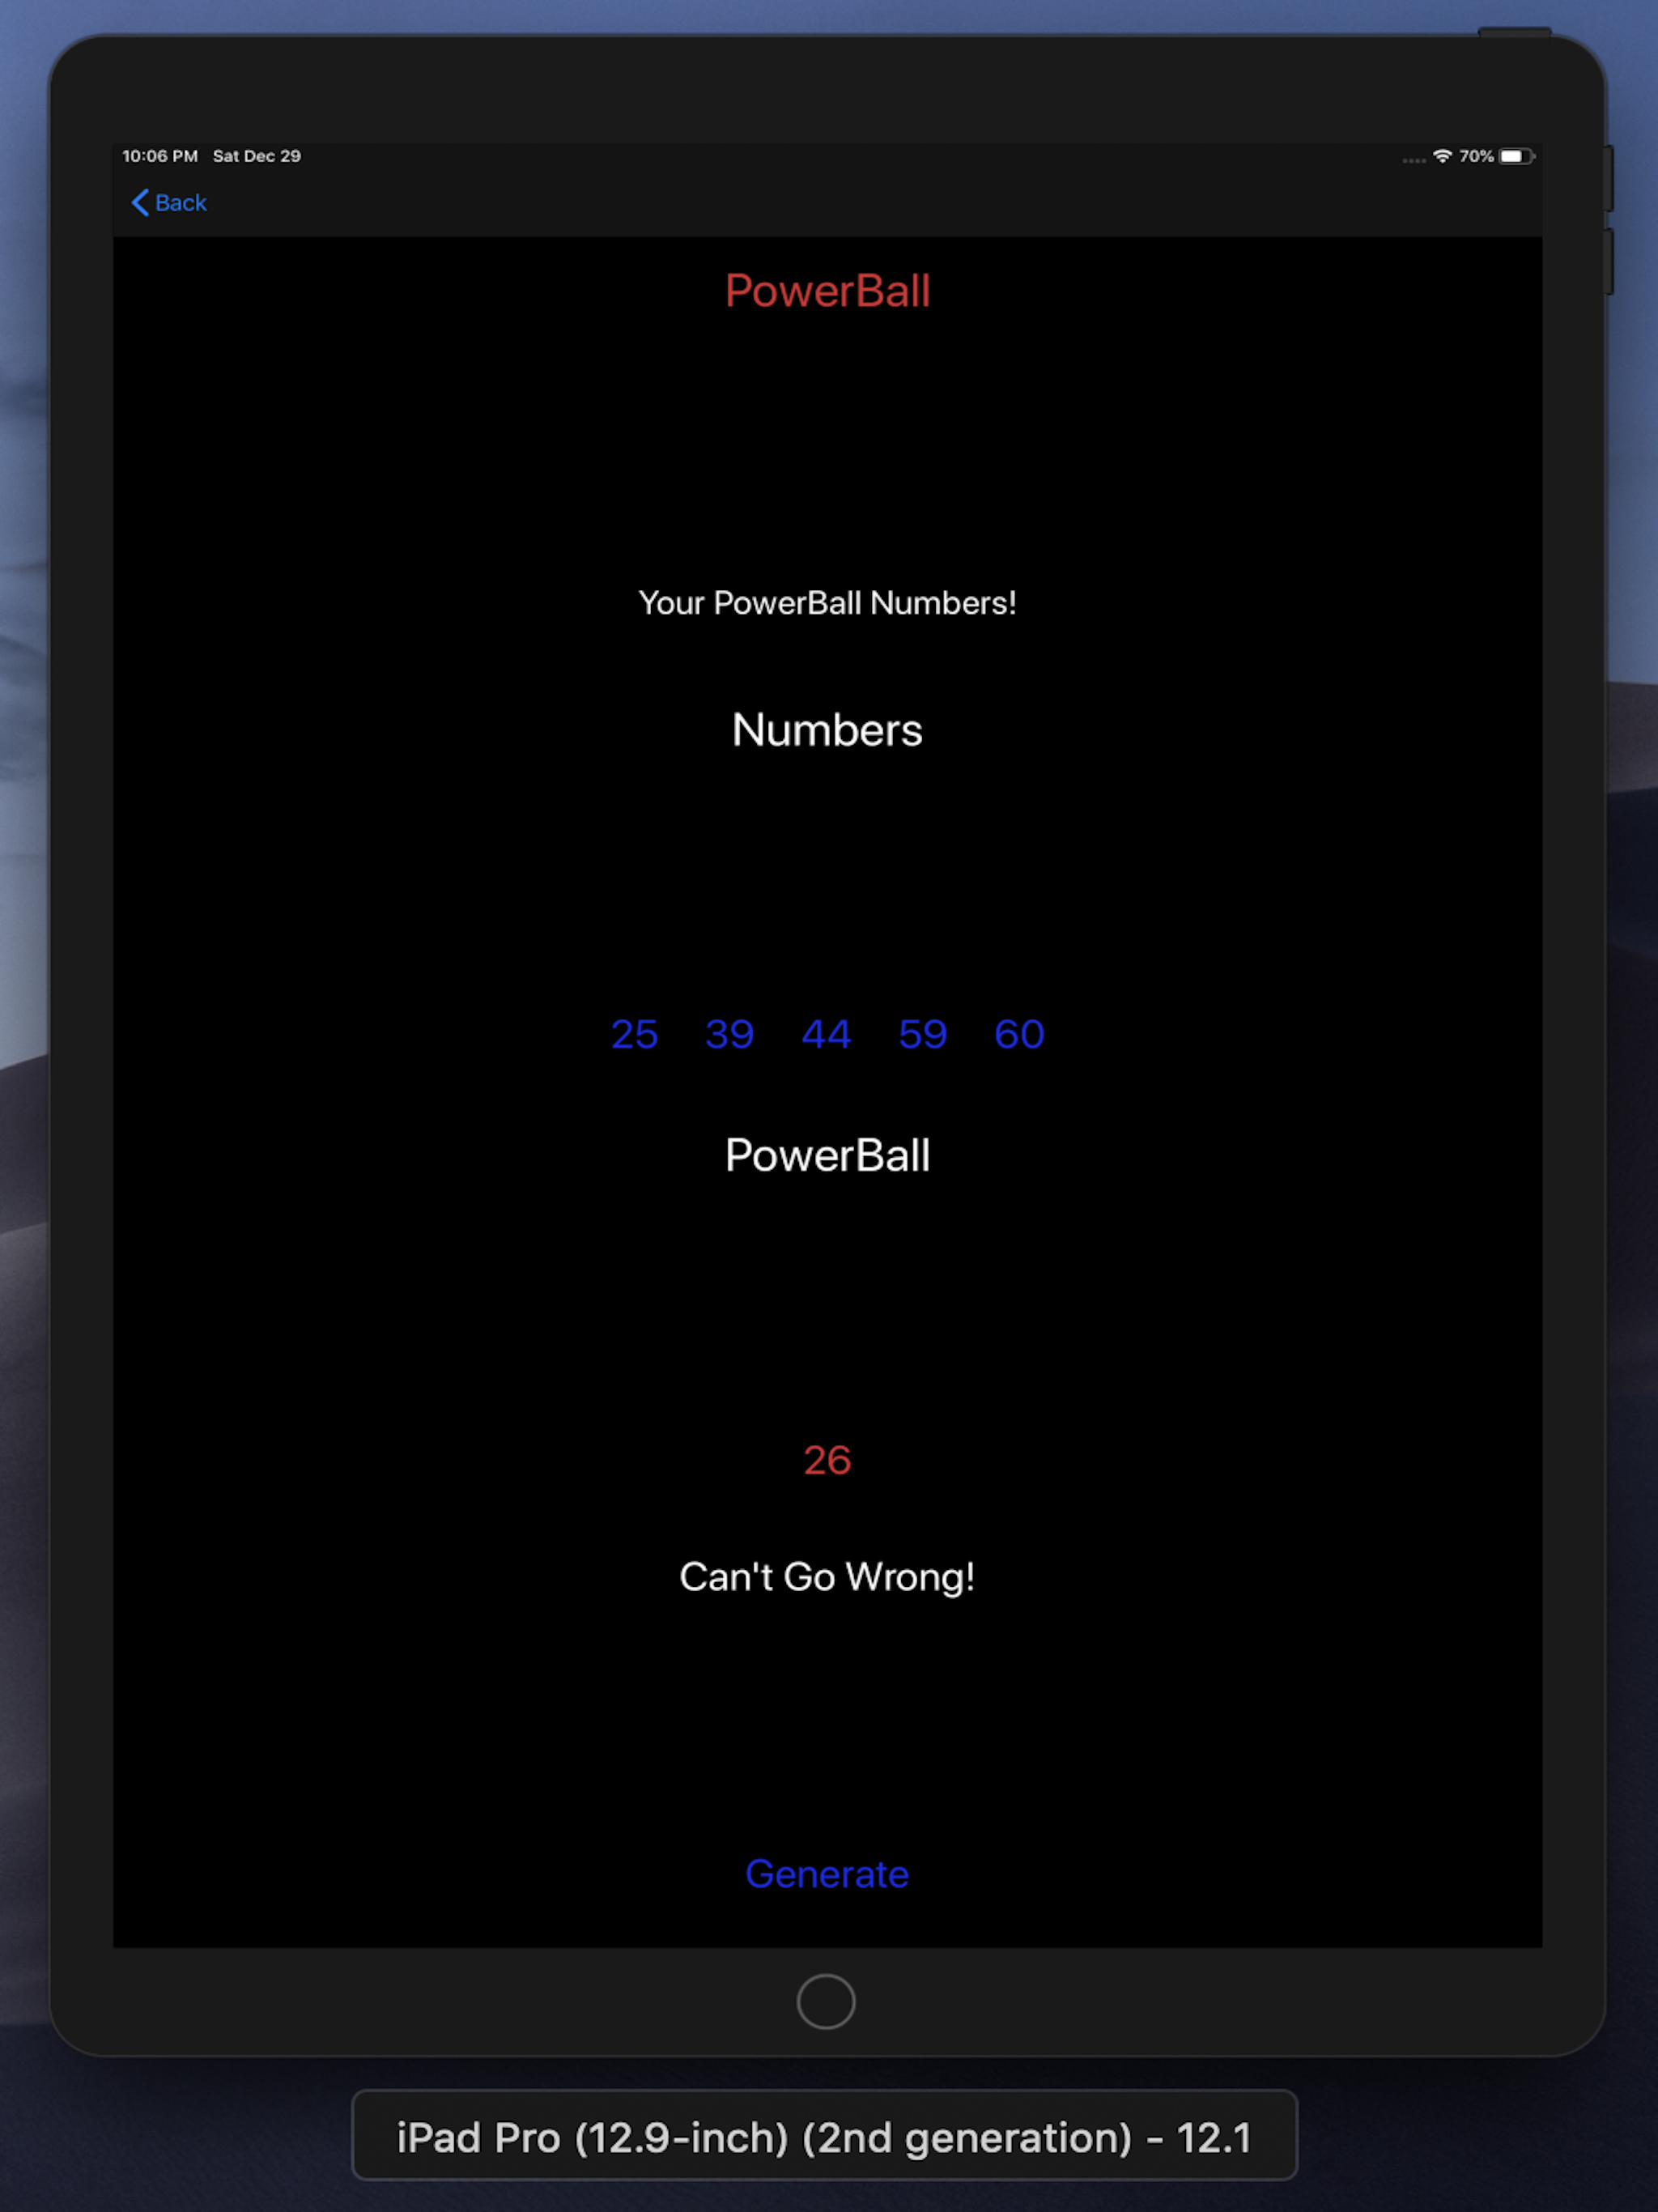 10:06 PM Sat Dec 29 70%
Back
PowerBall
Your PowerBall Numbers!
Numbers
25 39 44 59 60
PowerBall
26
Can't Go Wrong!
Generate
iPad Pro (12.9-inch) (2nd generation) - 12.1